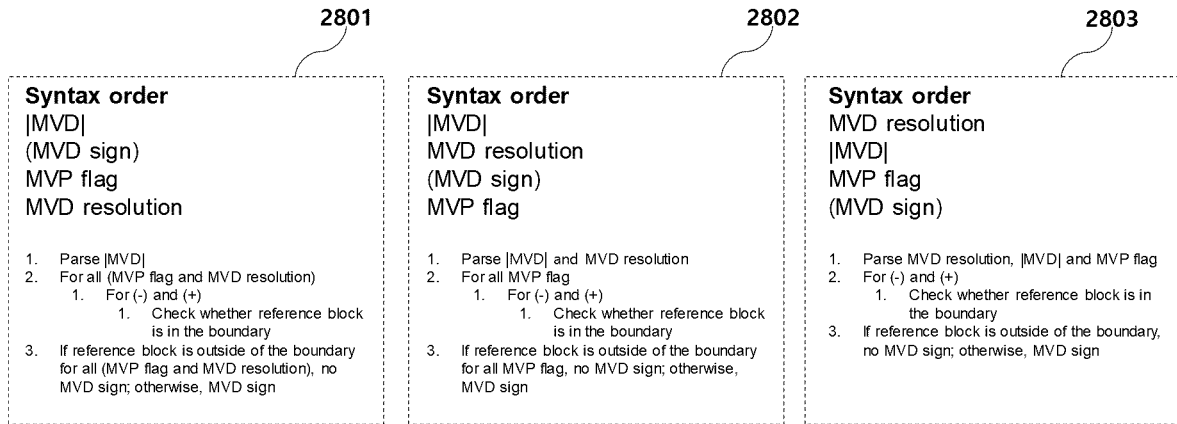 2801
Syntax order
|MVD|
(MVD sign)
MVP flag
MVD resolution
1. Parse |MVD|
2. For all (MVP flag and MVD resolution)
1. For (-) and (+)
1. Check whether reference block
is in the boundary
3. If reference block is outside of the boundary
for all (MVP flag and MVD resolution), no
MVD sign; otherwise, MVD sign
2802
Syntax order
|MVD|
MVD resolution
(MVD sign)
MVP flag
1. Parse |MVD| and MVD resolution
2. For all MVP flag
1. For (-) and (+)
1. Check whether reference block
is in the boundary
3. If reference block is outside of the boundary
for all MVP flag, no MVD sign; otherwise,
MVD sign
2803
Syntax order
MVD resolution
|MVD|
MVP flag
(MVD sign)
1. Parse MVD resolution, |MVD| and MVP flag
2. For (-) and (+)
1. Check whether reference block is in
the boundary
3. If reference block is outside of the boundary,
no MVD sign; otherwise, MVD sign